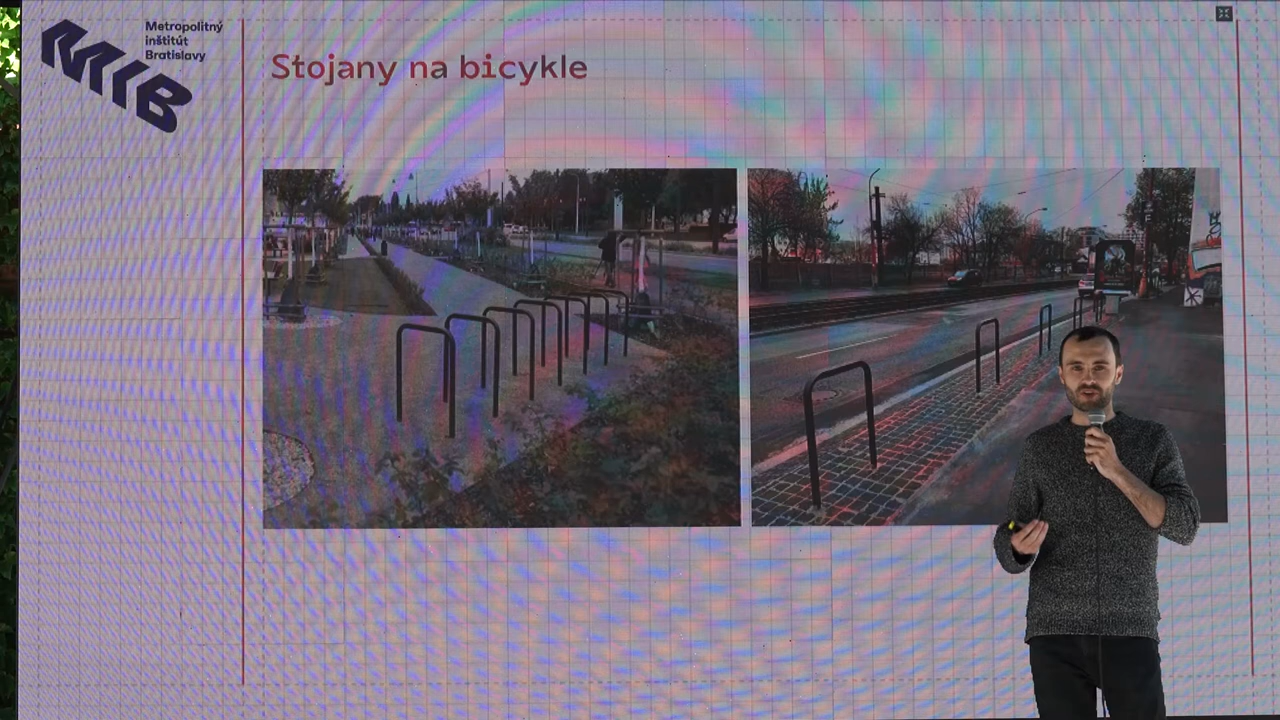 MIB
Metropolitný
inštitút
Bratislavy
Stojany na bicykle